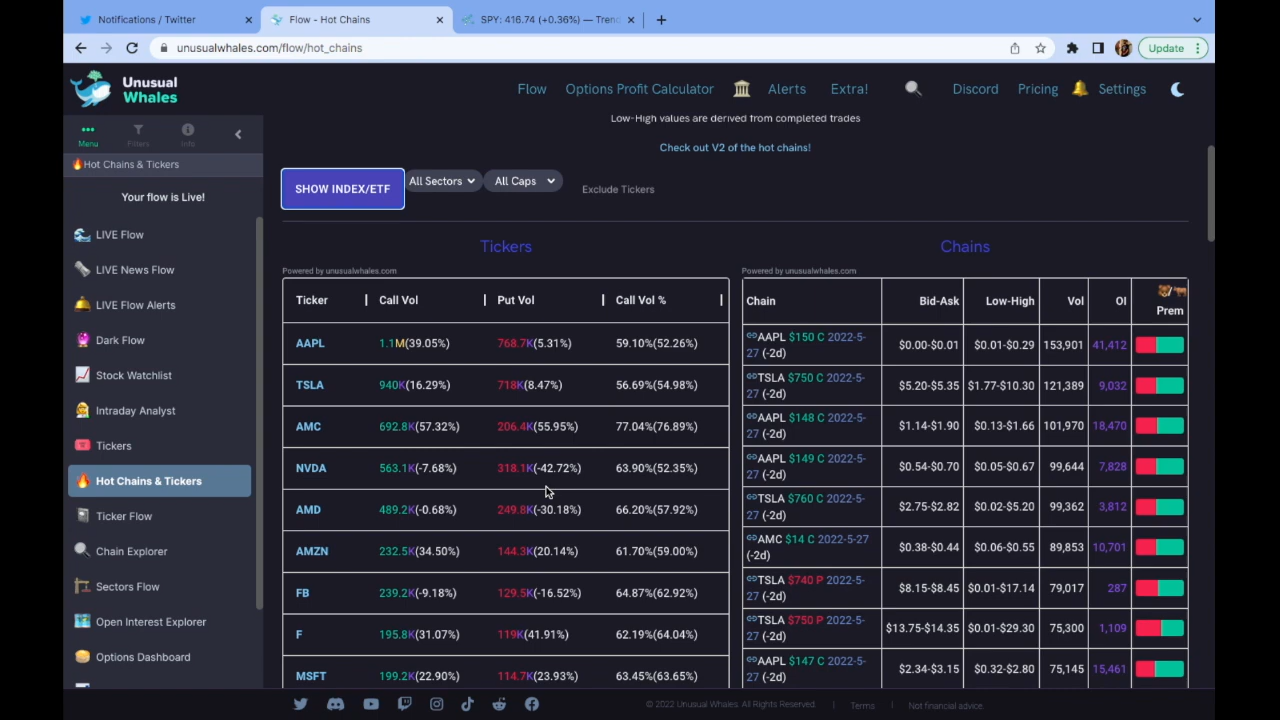 Notifications / Twitter
Flow - Hot Chains
SPY: 416.74 (+0.36%) — Tren
unusualwhales.com/flow/hot_chains
Update
Unusual
Whales
Flow
Options Profit Calculator
Alerts
Extra!
Discord
Pricing
Settings
Menu
Filters
Info
Low-High values are derived from completed trades
Check out V2 of the hot chains!
Hot Chains & Tickers
Your flow is Live!
LIVE Flow
LIVE News Flow
LIVE Flow Alerts
Dark Flow
Stock Watchlist
Intraday Analyst
Tickers
Hot Chains & Tickers
Ticker Flow
Chain Explorer
Sectors Flow
Open Interest Explorer
Options Dashboard
SHOW INDEX/ETF
All Sectors
All Caps
Exclude Tickers
Tickers
Powered by unusualwhales.com
Ticker Call Vol Put Vol Call Vol %
AAPL 1.1M(39.05%) 768.7K(5.31%) 59.10%(52.26%)
TSLA 940K(16.29%) 718K(8.47%) 56.69%(54.98%)
AMC 692.8K(57.32%) 206.4K(55.95%) 77.04%(76.89%)
NVDA 563.1K(-7.68%) 318.1K(-42.72%) 63.90%(52.35%)
AMD 489.2K(-0.68%) 249.8K(-30.18%) 66.20%(57.92%)
AMZN 232.5K(34.50%) 144.3K(20.14%) 61.70%(59.00%)
FB 239.2K(-9.18%) 129.5K(-16.52%) 64.87%(62.92%)
F 195.8K(31.07%) 119K(41.91%) 62.19%(64.04%)
MSFT 199.2K(22.90%) 114.7K(23.93%) 63.45%(63.65%)
Chains
Powered by unusualwhales.com
Chain Bid-Ask Low-High Vol OI Prem
AAPL $150 C 2022-5-
27 (-2d) $0.00-$0.01 $0.01-$0.29 153,901 41,412
TSLA $750 C 2022-5-
27 (-2d) $5.20-$5.35 $1.77-$10.30 121,389 9,032
AAPL $148 C 2022-5-
27 (-2d) $1.14-$1.90 $0.13-$1.66 101,970 18,470
AAPL $149 C 2022-5-
27 (-2d) $0.54-$0.70 $0.05-$0.67 99,644 7,828
TSLA $760 C 2022-5-
27 (-2d) $2.75-$2.82 $0.02-$5.20 99,362 3,812
AMC $14 C 2022-5-27
(-2d) $0.38-$0.44 $0.06-$0.55 89,853 10,701
TSLA $740 P 2022-5-
27 (-2d) $8.15-$8.45 $0.01-$17.14 79,017 287
TSLA $750 P 2022-5-
27 (-2d) $13.75-$14.35 $0.01-$29.30 75,300 1,109
AAPL $147 C 2022-5-
27 (-2d) $2.34-$3.15 $0.32-$2.80 75,145 15,461
© 2022 Unusual Whales. All Rights Reserved.
Terms
Not financial advice.